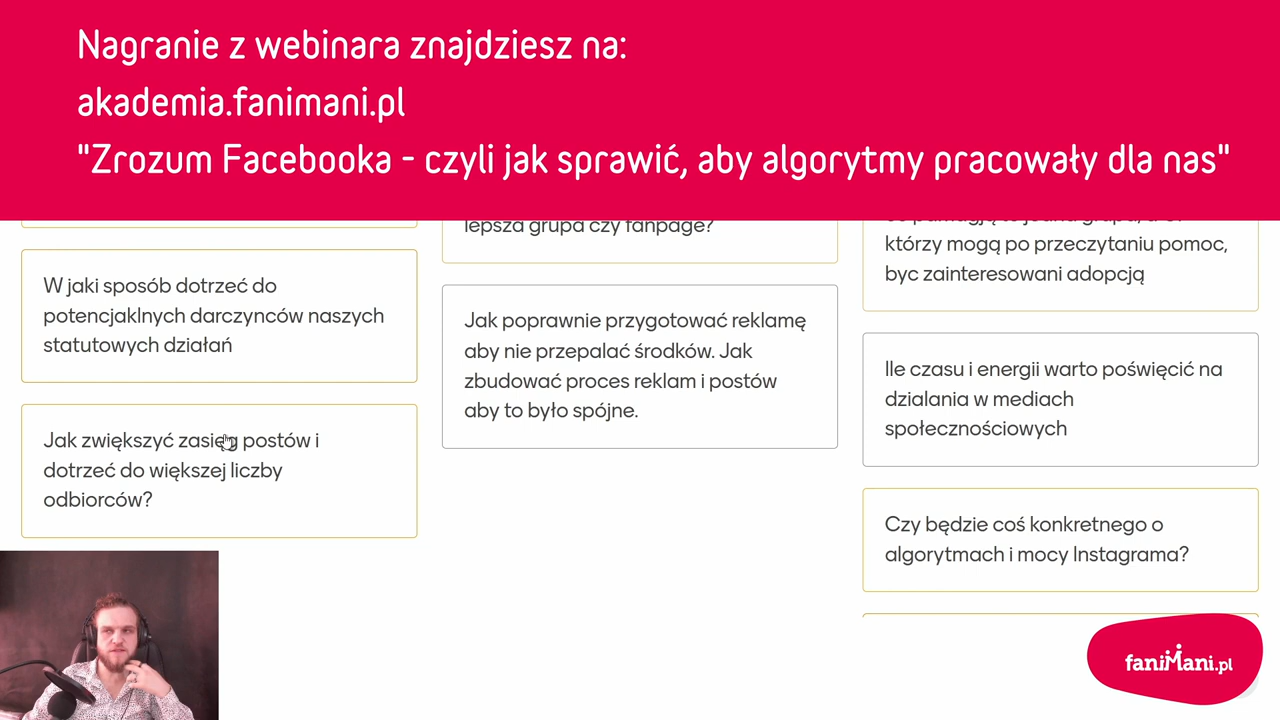 Nagranie z webinara znajdziesz na:
akademia.fanimani.pl
"Zrozum Facebooka - czyli jak sprawić, aby algorytmy pracowały dla nas"
W jaki sposób dotrzeć do
potencjaklnych darczynców naszych
statutowych działań
Jak zwiększyć zasięg postów i
dotrzeć do większej liczby
odbiorców?
lepsza grupa czy fanpage?
Jak poprawnie przygotować reklamę
aby nie przepalać środków. Jak
zbudować proces reklam i postów
aby to było spójne.
którzy mogą po przeczytaniu pomoc,
byc zainteresowani adopcją
Ile czasu i energii warto poświęcić na
dzialania w mediach
społecznościowych
Czy będzie coś konkretnego o
algorytmach i mocy Instagrama?
faniMani.pl